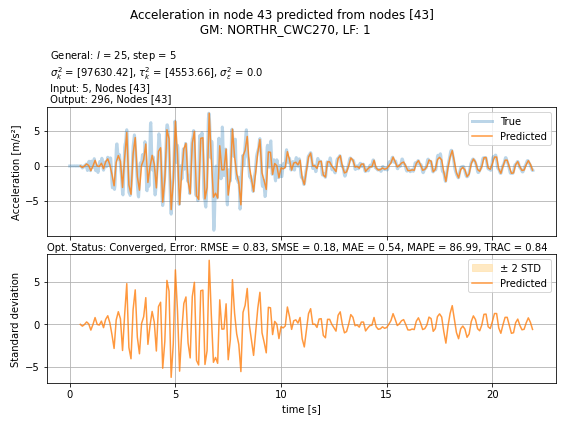 Acceleration in node 43 predicted from nodes [43]
GM: NORTHR_CWC270, LF: 1
General: l = 25, step = 5
σ²ₖ = [97630.42], τ²ₖ = [4553.66], σ²ε = 0.0
Input: 5, Nodes [43]
Output: 296, Nodes [43]
True
Predicted
5
0
−5
Acceleration [m/s²]
Opt. Status: Converged, Error: RMSE = 0.83, SMSE = 0.18, MAE = 0.54, MAPE = 86.99, TRAC = 0.84
± 2 STD
Predicted
5
0
−5
Standard deviation
0 5 10 15 20
time [s]